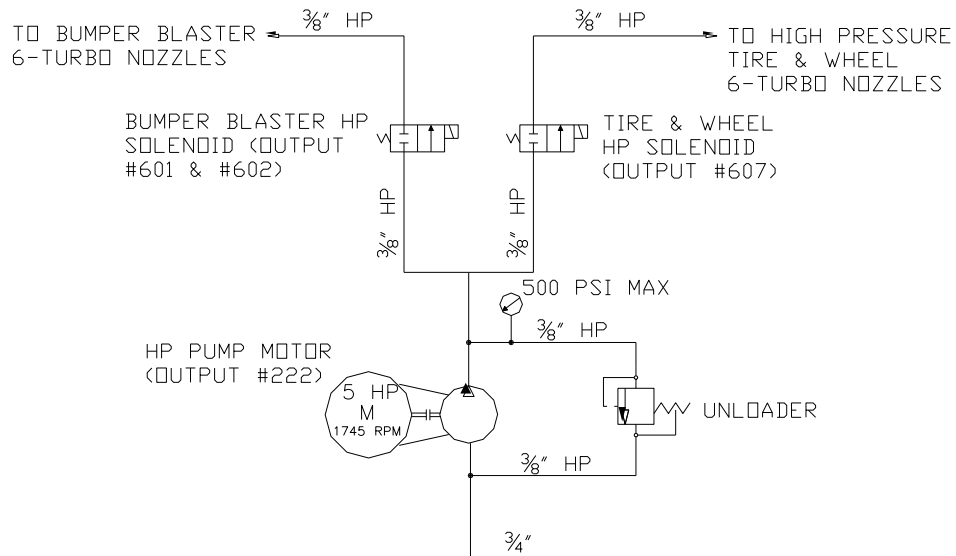 3/8" HP
3/8" HP
TO BUMPER BLASTER
6-TURBO NOZZLES
TO HIGH PRESSURE
TIRE & WHEEL
6-TURBO NOZZLES
BUMPER BLASTER HP
SOLENOID (OUTPUT
#601 & #602)
TIRE & WHEEL
HP SOLENOID
(OUTPUT #607)
3/8" HP
3/8" HP
500 PSI MAX
3/8" HP
HP PUMP MOTOR
(OUTPUT #222)
5 HP
M
1745 RPM
UNLOADER
3/8" HP
3/4"